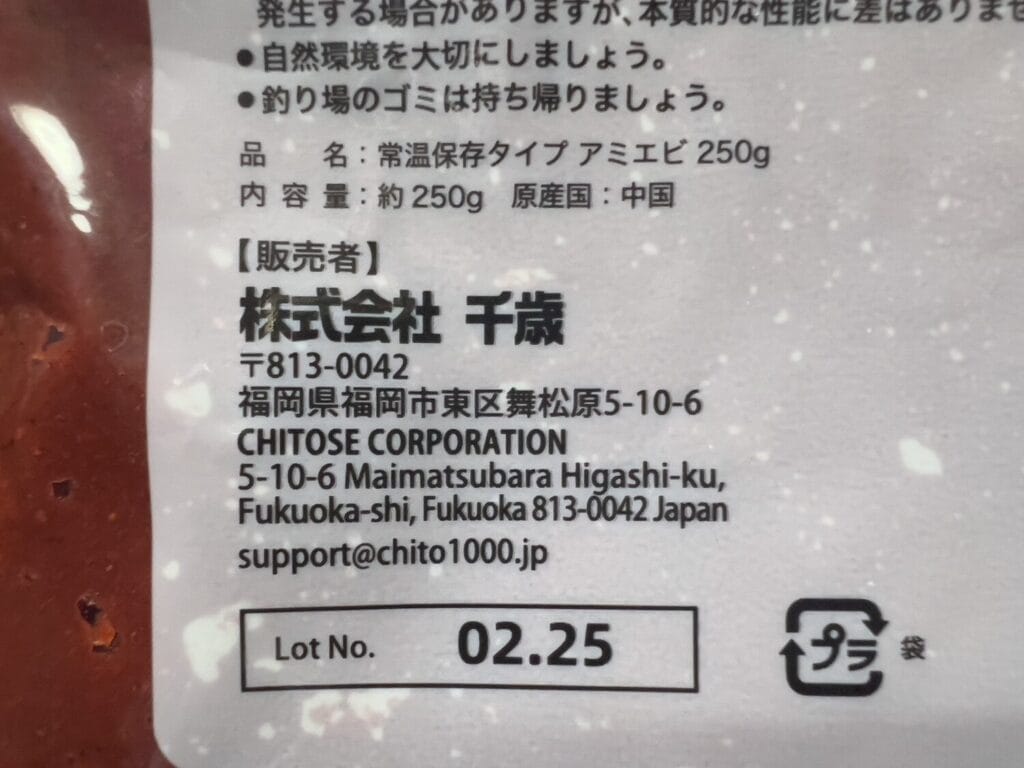 発生する場合がありますが、本質的な性能に差はありませ
●自然環境を大切にしましょう。
●釣り場のゴミは持ち帰りましょう。
品 名：常温保存タイプ アミエビ 250g
内容量：約250g 原産国：中国
【販売者】
株式会社 千歳
〒813-0042
福岡県福岡市東区舞松原5-10-6
CHITOSE CORPORATION
5-10-6 Maimatsubara Higashi-ku,
Fukuoka-shi, Fukuoka 813-0042 Japan
support@chito1000.jp
Lot No. 02.25
プラ 袋